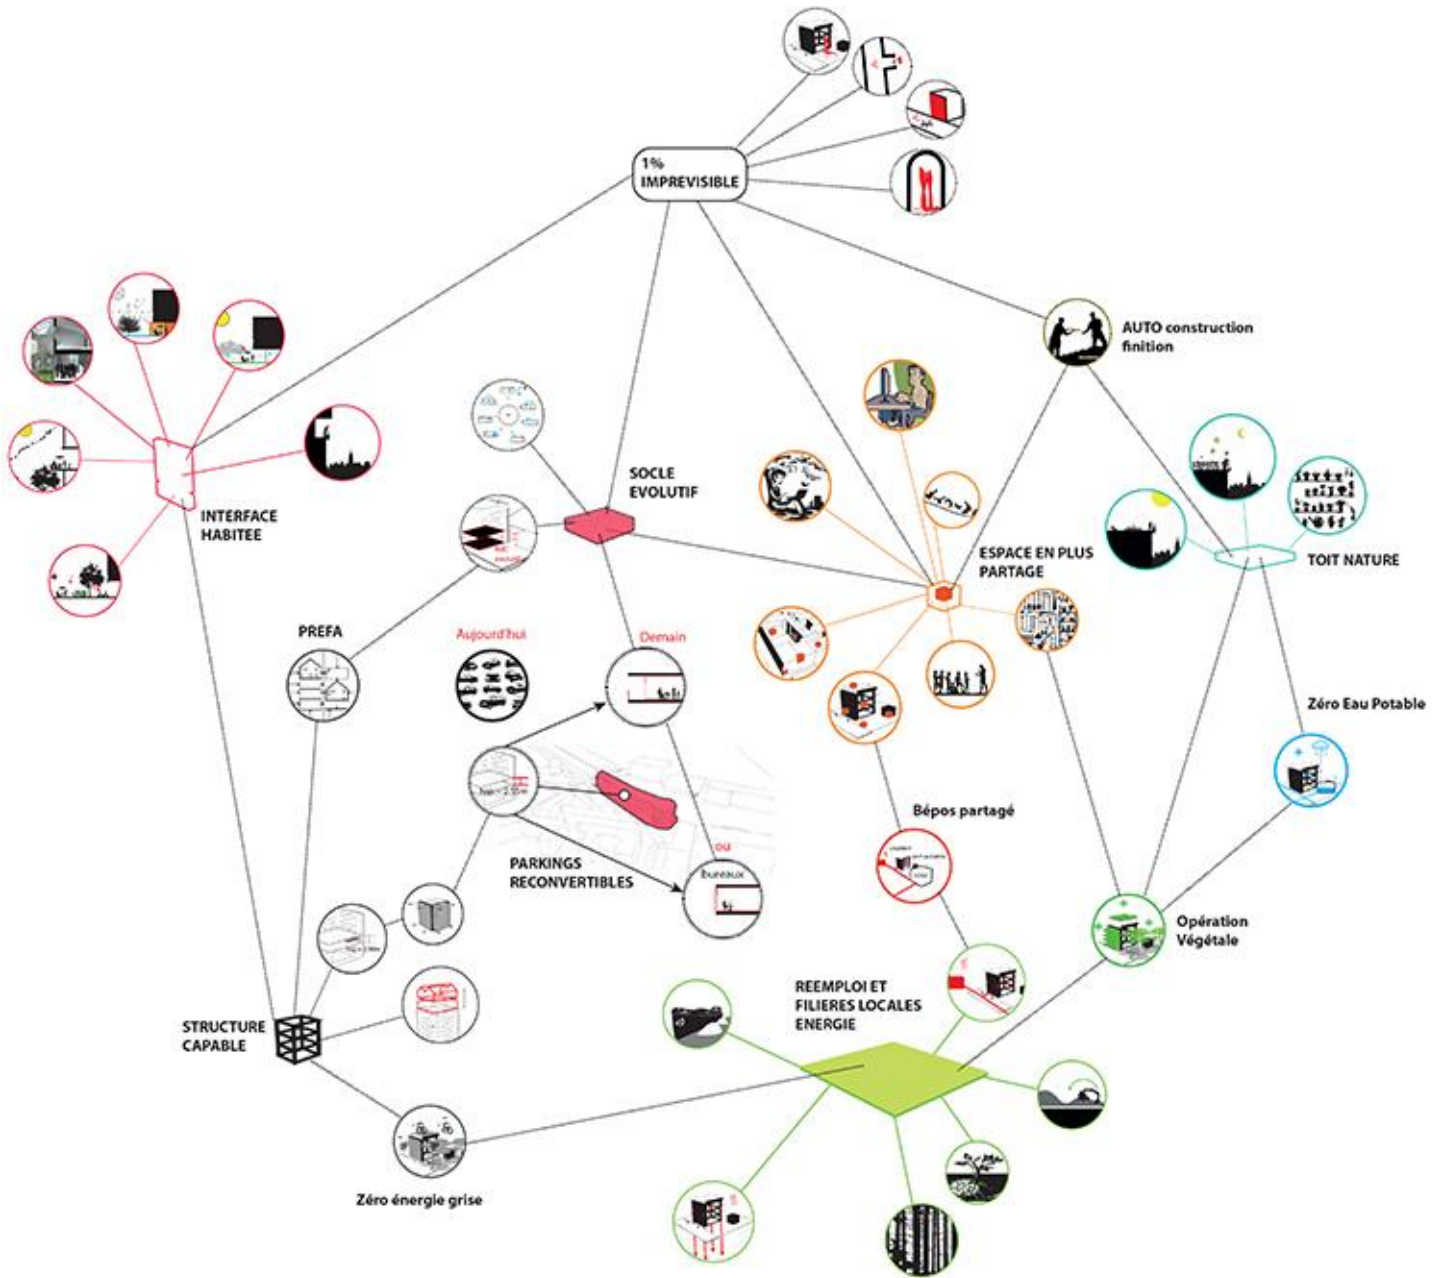 1%
IMPREVISIBLE
AUTO construction
finition
SOCLE
EVOLUTIF
INTERFACE
HABITEE
ESPACE EN PLUS
PARTAGE
TOIT NATURE
PREFA
Aujourd'hui
Demain
Zéro Eau Potable
Bépos partagé
PARKINGS
RECONVERTIBLES
ou
bureaux
Opération
Végétale
REEMPLOI ET
FILIERES LOCALES
ENERGIE
STRUCTURE
CAPABLE
Zéro énergie grise